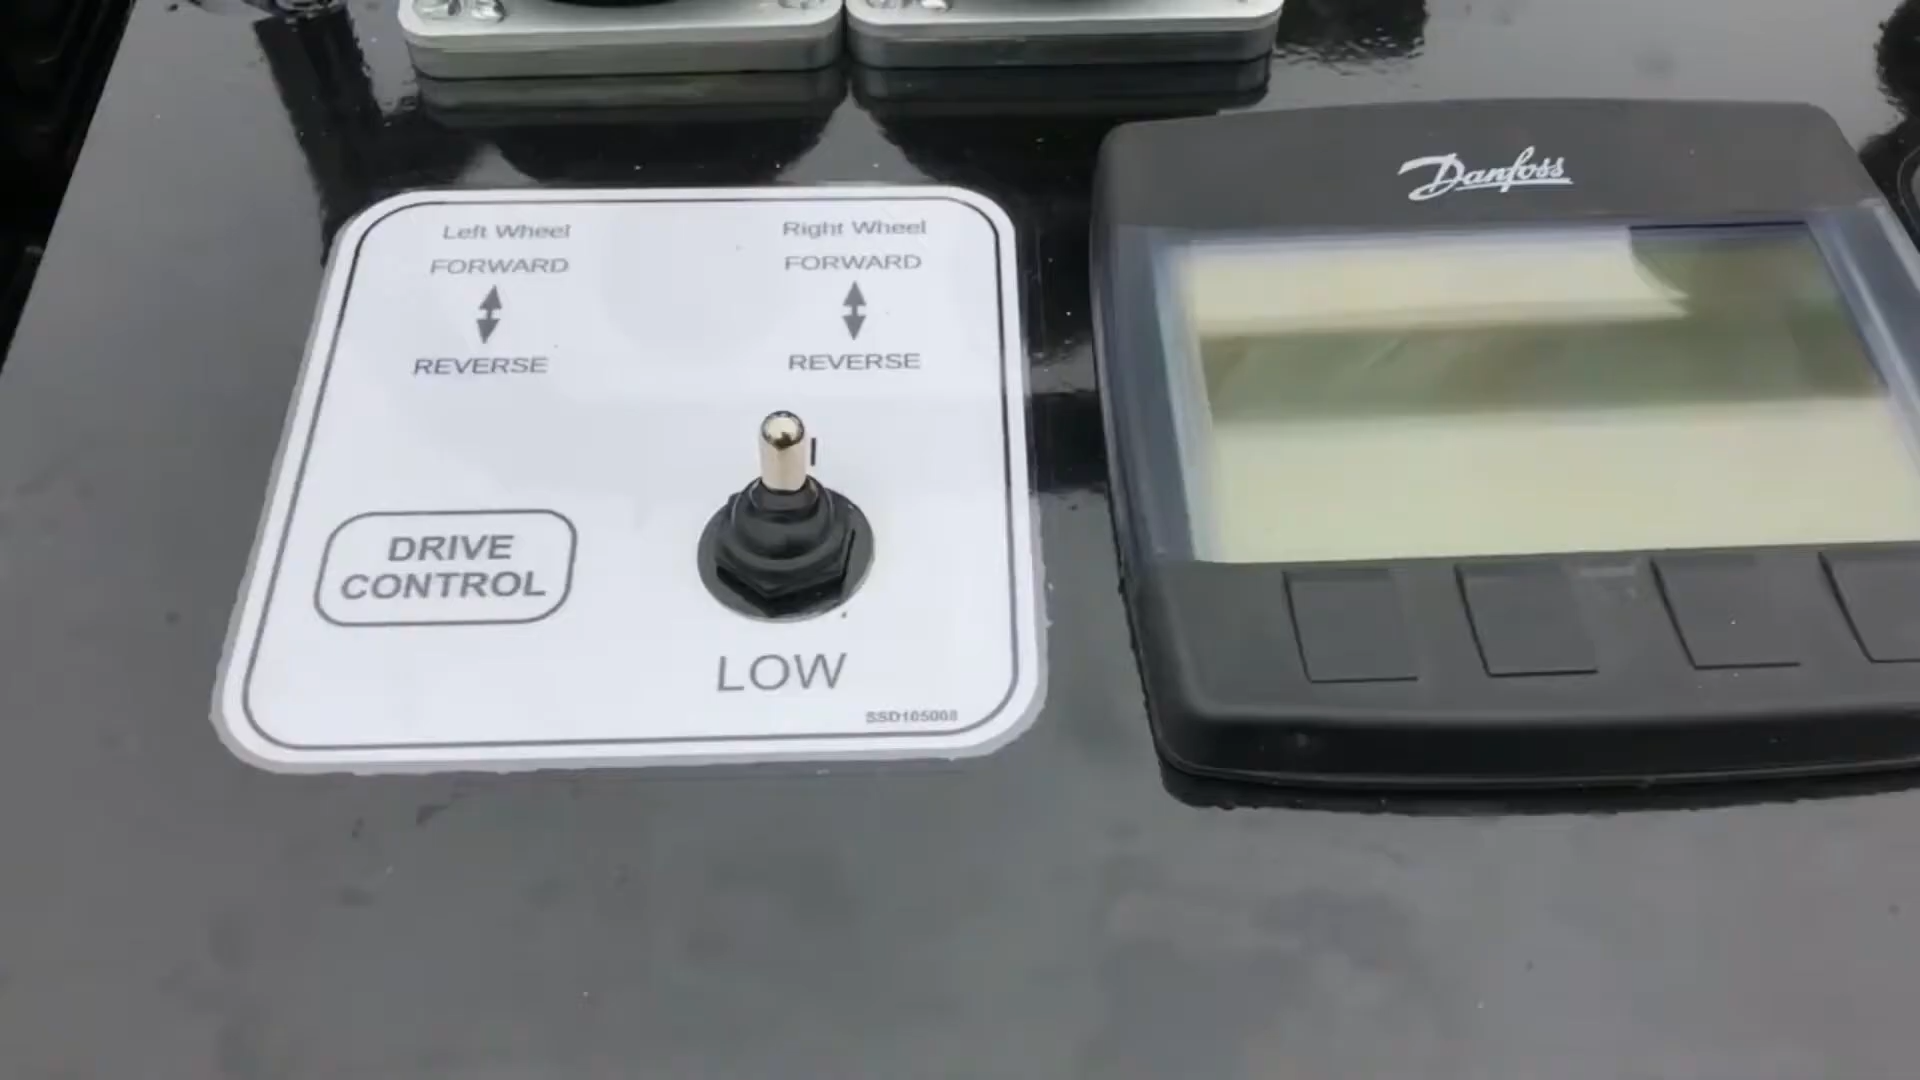 Left Wheel
FORWARD
REVERSE
Right Wheel
FORWARD
REVERSE
DRIVE
CONTROL
LOW
SSD105008
Danfoss